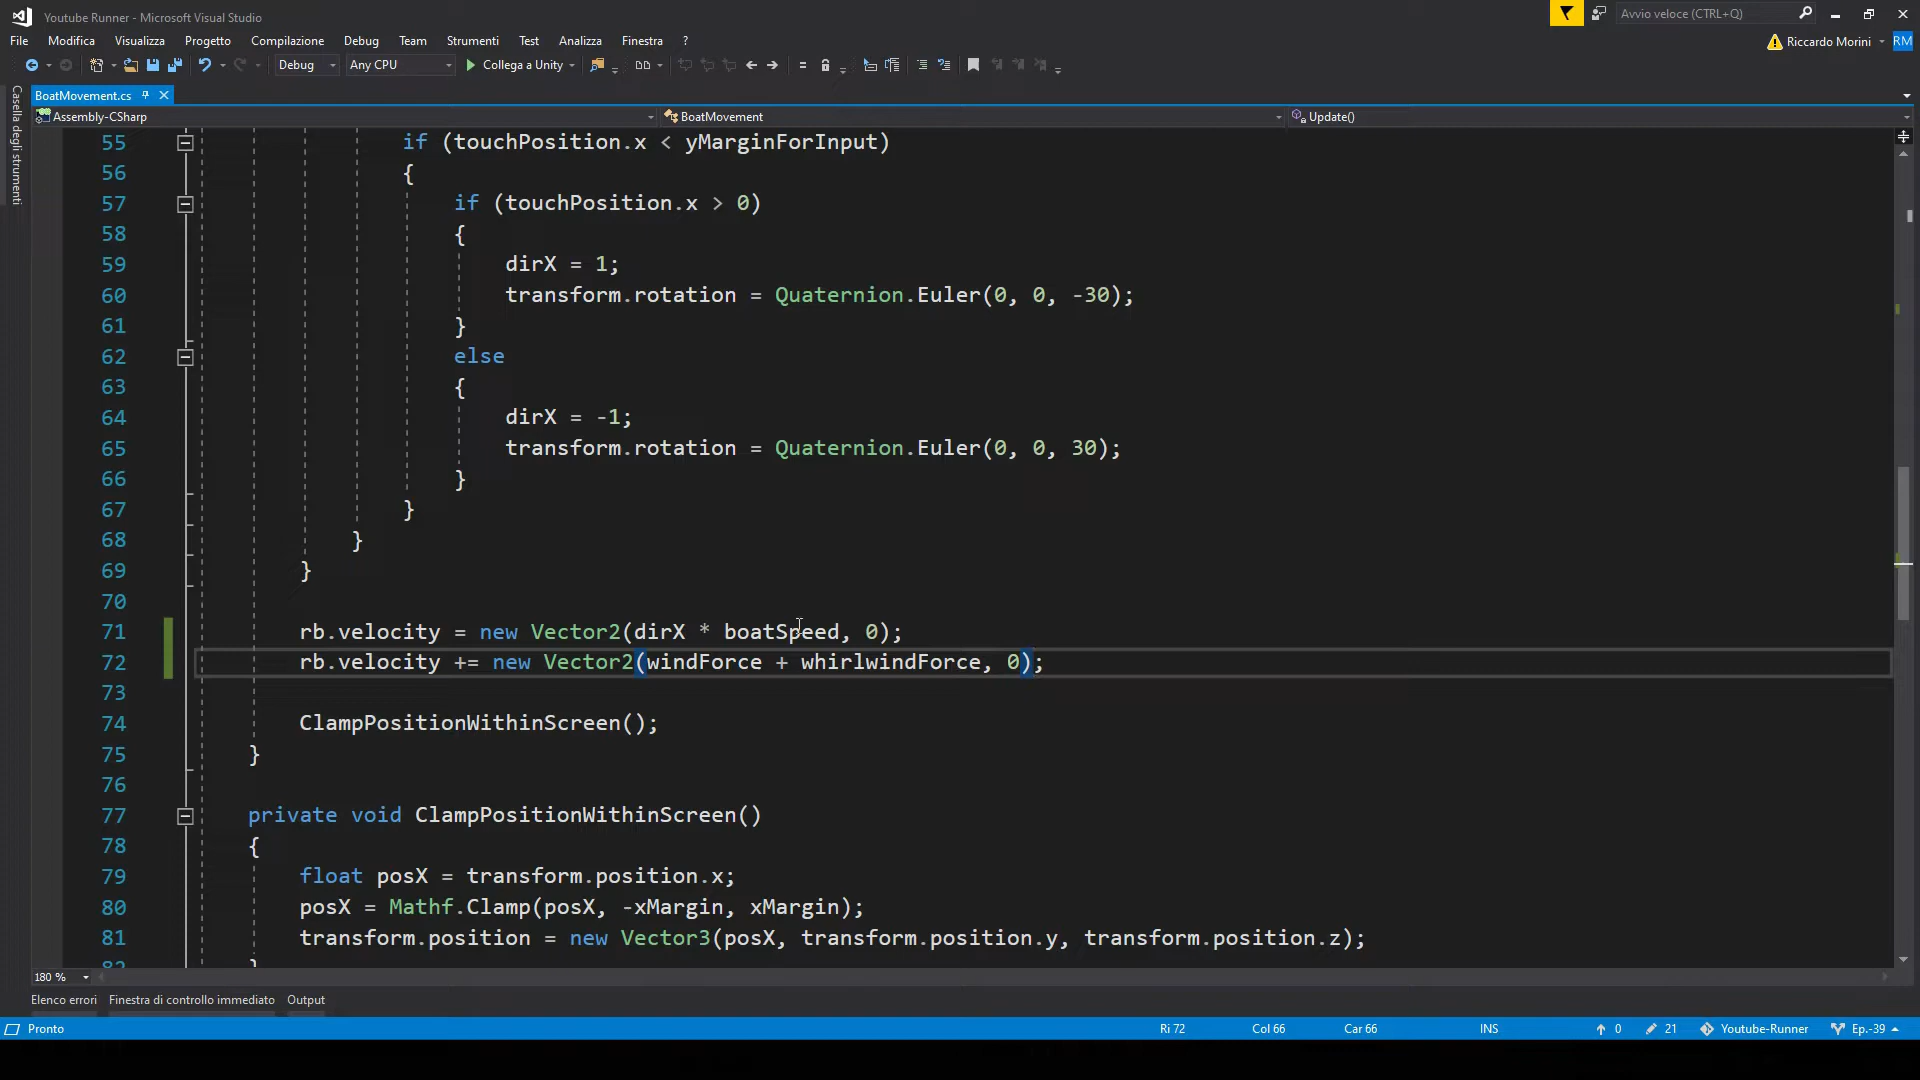 Youtube Runner - Microsoft Visual Studio
Avvio veloce (CTRL+Q)
File Modifica Visualizza Progetto Compilazione Debug Team Strumenti Test Analizza Finestra ?
Riccardo Morini RM
Debug Any CPU Collega a Unity
BoatMovement.cs
Casella degli strumenti
Assembly-CSharp BoatMovement Update()
55 if (touchPosition.x < yMarginForInput)
56 {
57 if (touchPosition.x > 0)
58 {
59 dirX = 1;
60 transform.rotation = Quaternion.Euler(0, 0, -30);
61 }
62 else
63 {
64 dirX = -1;
65 transform.rotation = Quaternion.Euler(0, 0, 30);
66 }
67 }
68 }
69 }
70
71 rb.velocity = new Vector2(dirX * boatSpeed, 0);
72 rb.velocity += new Vector2(windForce + whirlwindForce, 0);
73
74 ClampPositionWithinScreen();
75 }
76
77 private void ClampPositionWithinScreen()
78 {
79 float posX = transform.position.x;
80 posX = Mathf.Clamp(posX, -xMargin, xMargin);
81 transform.position = new Vector3(posX, transform.position.y, transform.position.z);
82 }
180 %
Elenco errori Finestra di controllo immediato Output
Pronto Ri 72 Col 66 Car 66 INS 0 21 Youtube-Runner Ep.-39